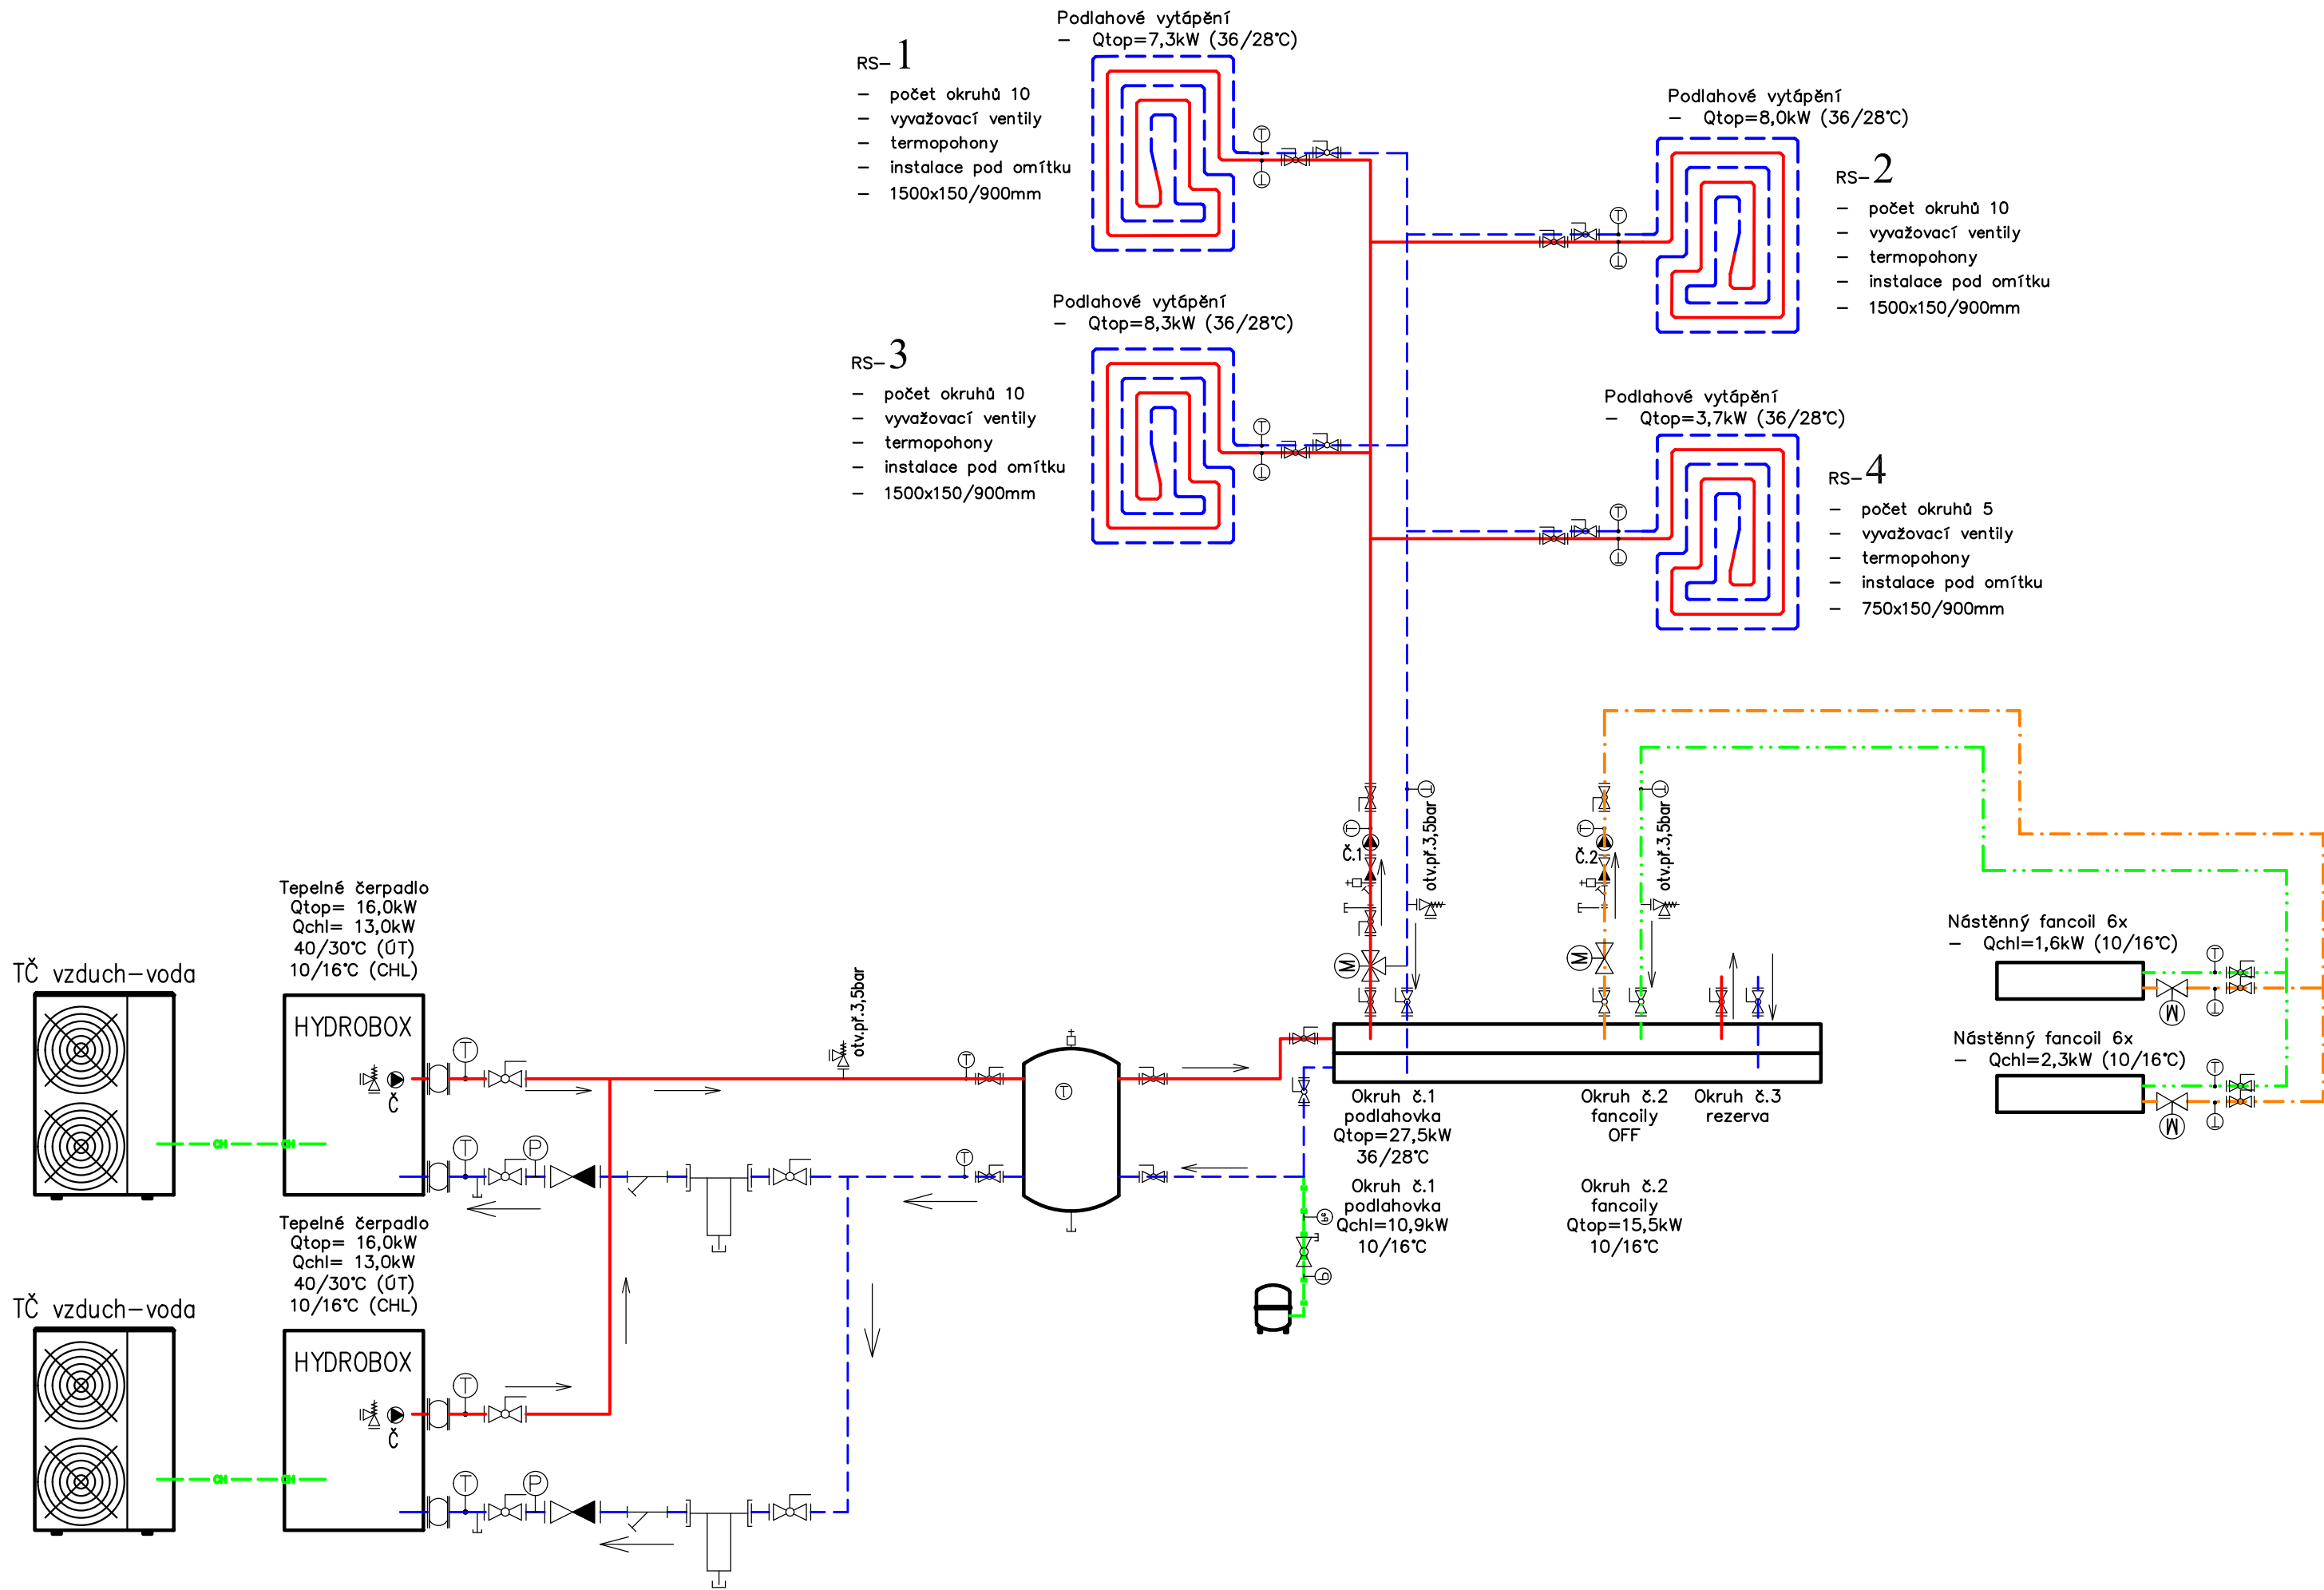 Podlahové vytápění
– Qtop=7,3kW (36/28°C)
RS-1
– počet okruhů 10
– vyvažovací ventily
– termopohony
– instalace pod omítku
– 1500x150/900mm
T
T
Podlahové vytápění
– Qtop=8,0kW (36/28°C)
RS-2
– počet okruhů 10
– vyvažovací ventily
– termopohony
– instalace pod omítku
– 1500x150/900mm
T
T
Podlahové vytápění
– Qtop=8,3kW (36/28°C)
RS-3
– počet okruhů 10
– vyvažovací ventily
– termopohony
– instalace pod omítku
– 1500x150/900mm
T
T
Podlahové vytápění
– Qtop=3,7kW (36/28°C)
RS-4
– počet okruhů 5
– vyvažovací ventily
– termopohony
– instalace pod omítku
– 750x150/900mm
T
T
T
T
Č.1
otv.př.3,5bar
M
T
T
Č.2
otv.př.3,5bar
M
Nástěnný fancoil 6x
– Qchl=1,6kW (10/16°C)
T
M
T
Nástěnný fancoil 6x
– Qchl=2,3kW (10/16°C)
T
M
T
Tepelné čerpadlo
Qtop= 16,0kW
Qchl= 13,0kW
40/30°C (ÚT)
10/16°C (CHL)
TČ vzduch-voda
HYDROBOX
Č
CH
CH
T
T
P
otv.př.3,5bar
T
T
T
Okruh č.1
podlahovka
Qtop=27,5kW
36/28°C
Okruh č.2
fancoily
OFF
Okruh č.3
rezerva
Okruh č.1
podlahovka
Qchl=10,9kW
10/16°C
Okruh č.2
fancoily
Qtop=15,5kW
10/16°C
Tepelné čerpadlo
Qtop= 16,0kW
Qchl= 13,0kW
40/30°C (ÚT)
10/16°C (CHL)
TČ vzduch-voda
HYDROBOX
Č
CH
CH
T
T
P